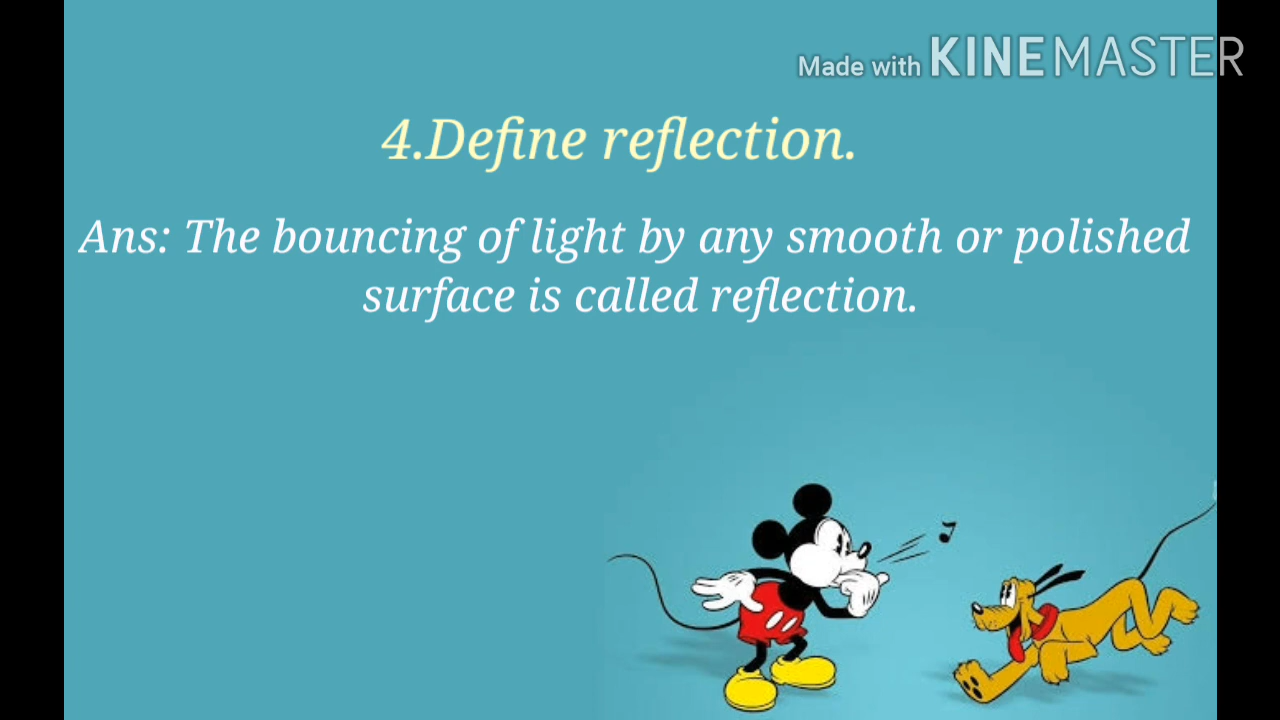 Made with KINEMASTER
4.Define reflection.
Ans: The bouncing of light by any smooth or polished
surface is called reflection.